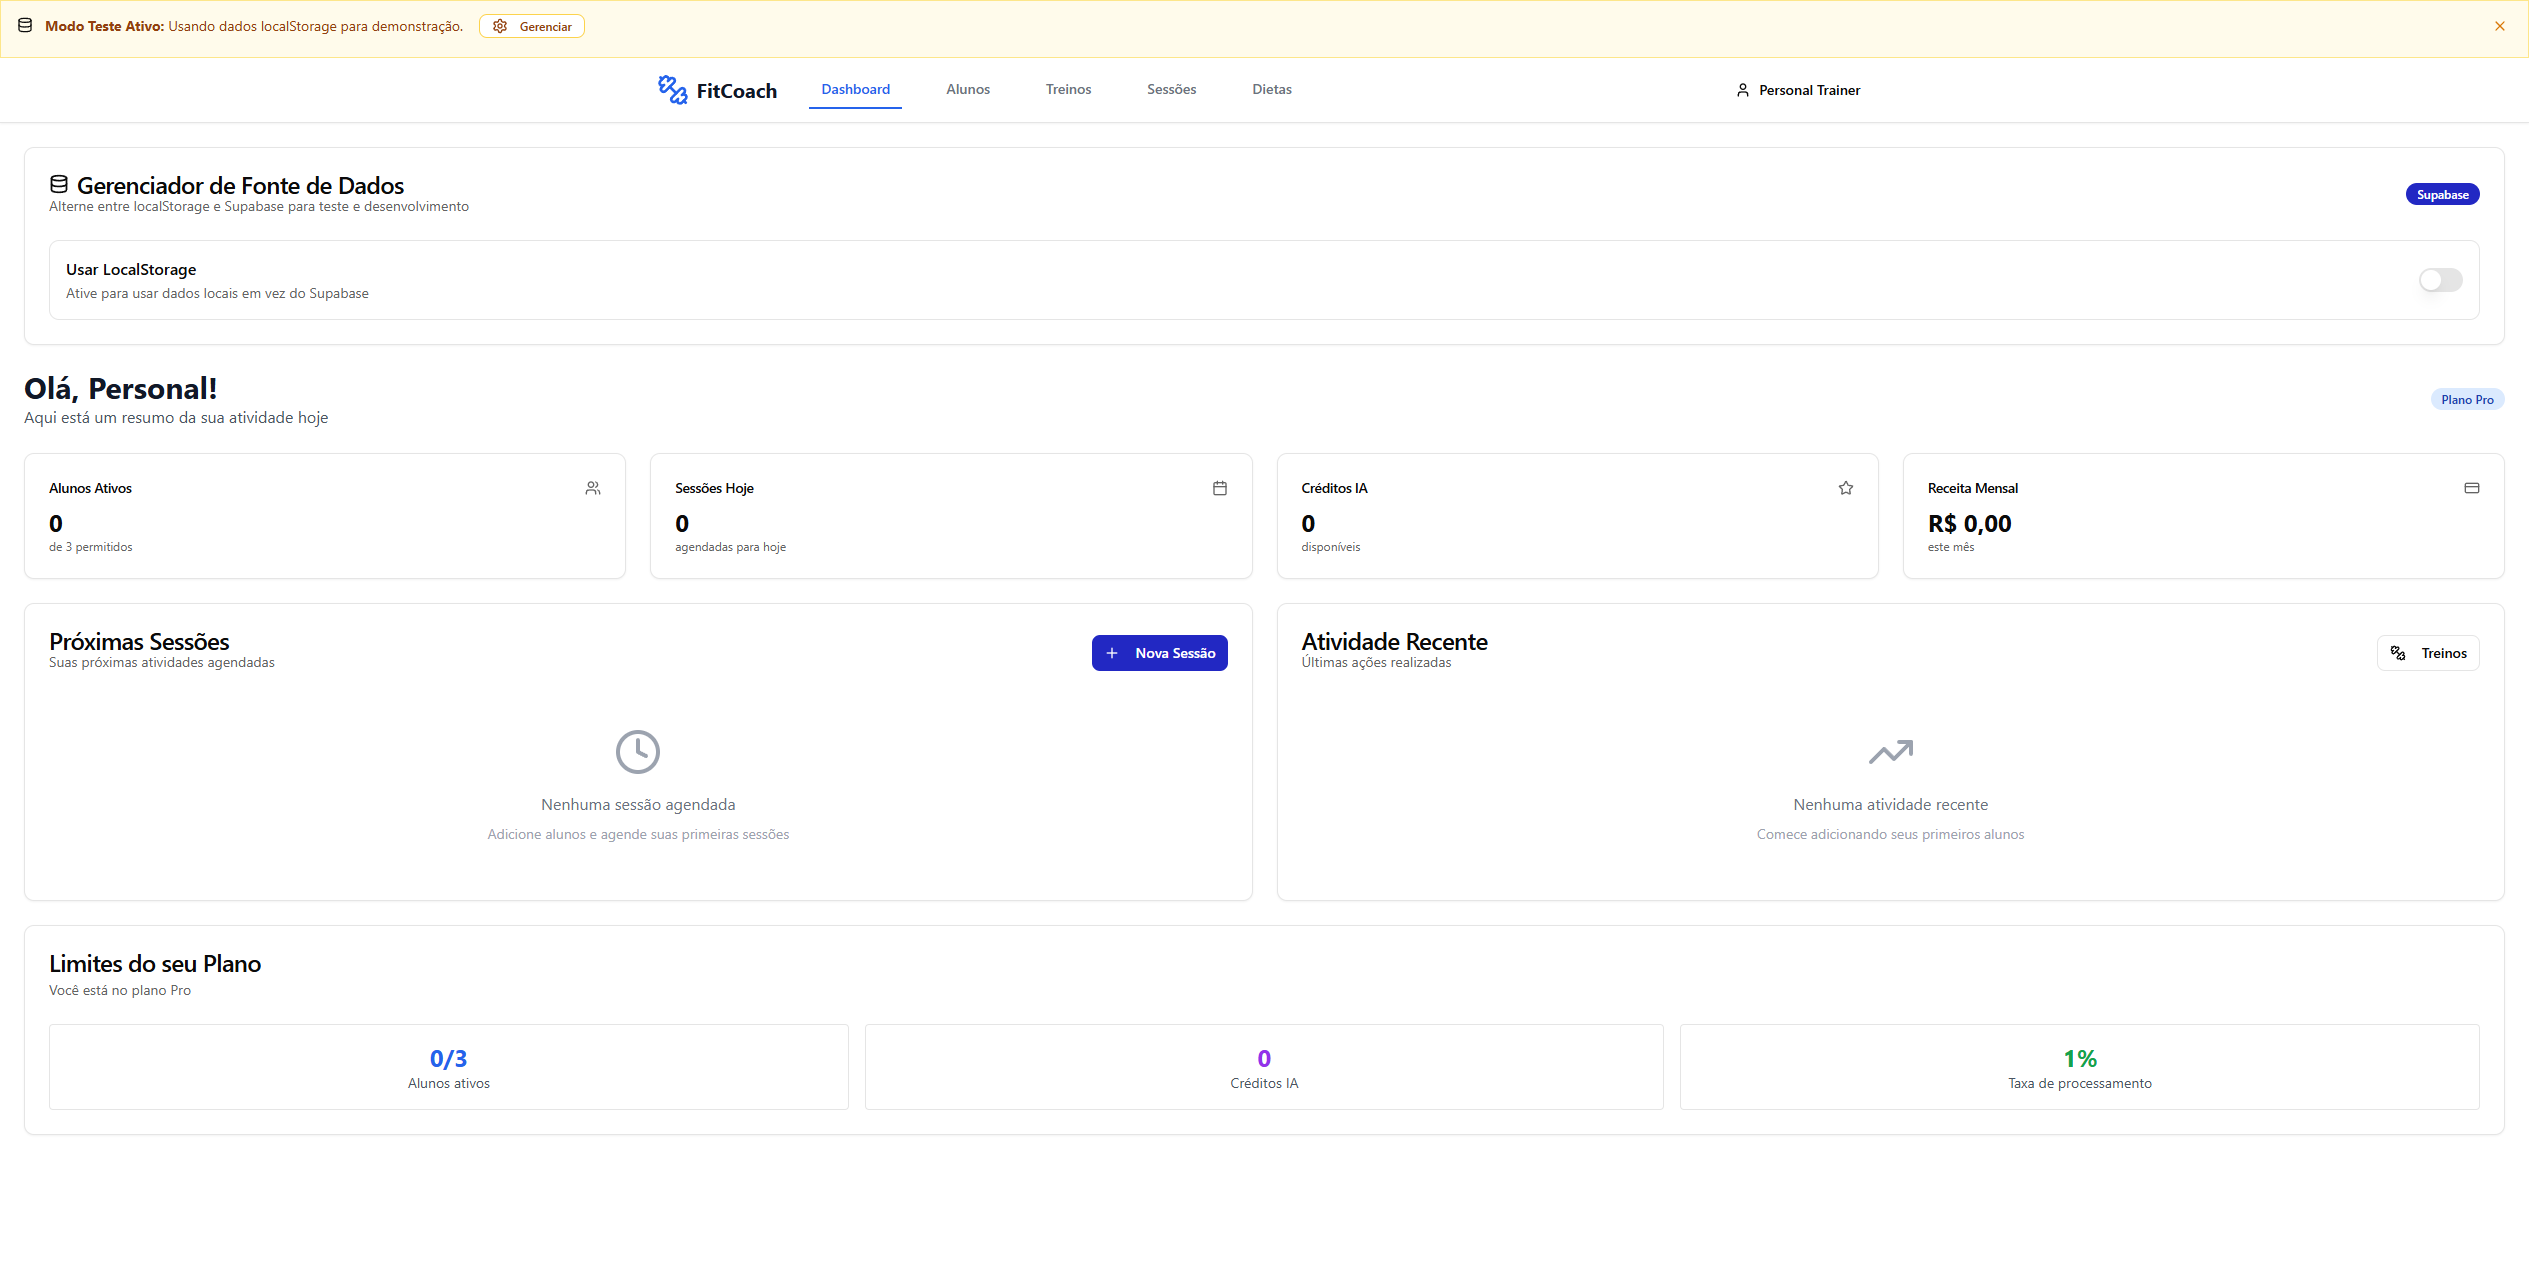 Modo Teste Ativo: Usando dados localStorage para demonstração. Gerenciar
FitCoach Dashboard Alunos Treinos Sessões Dietas Personal Trainer
Gerenciador de Fonte de Dados
Alterne entre localStorage e Supabase para teste e desenvolvimento
Supabase
Usar LocalStorage
Ative para usar dados locais em vez do Supabase
Olá, Personal!
Aqui está um resumo da sua atividade hoje
Plano Pro
Alunos Ativos
0
de 3 permitidos
Sessões Hoje
0
agendadas para hoje
Créditos IA
0
disponíveis
Receita Mensal
R$ 0,00
este mês
Próximas Sessões
Suas próximas atividades agendadas
Nova Sessão
Nenhuma sessão agendada
Adicione alunos e agende suas primeiras sessões
Atividade Recente
Últimas ações realizadas
Treinos
Nenhuma atividade recente
Comece adicionando seus primeiros alunos
Limites do seu Plano
Você está no plano Pro
0/3
Alunos ativos
0
Créditos IA
1%
Taxa de processamento